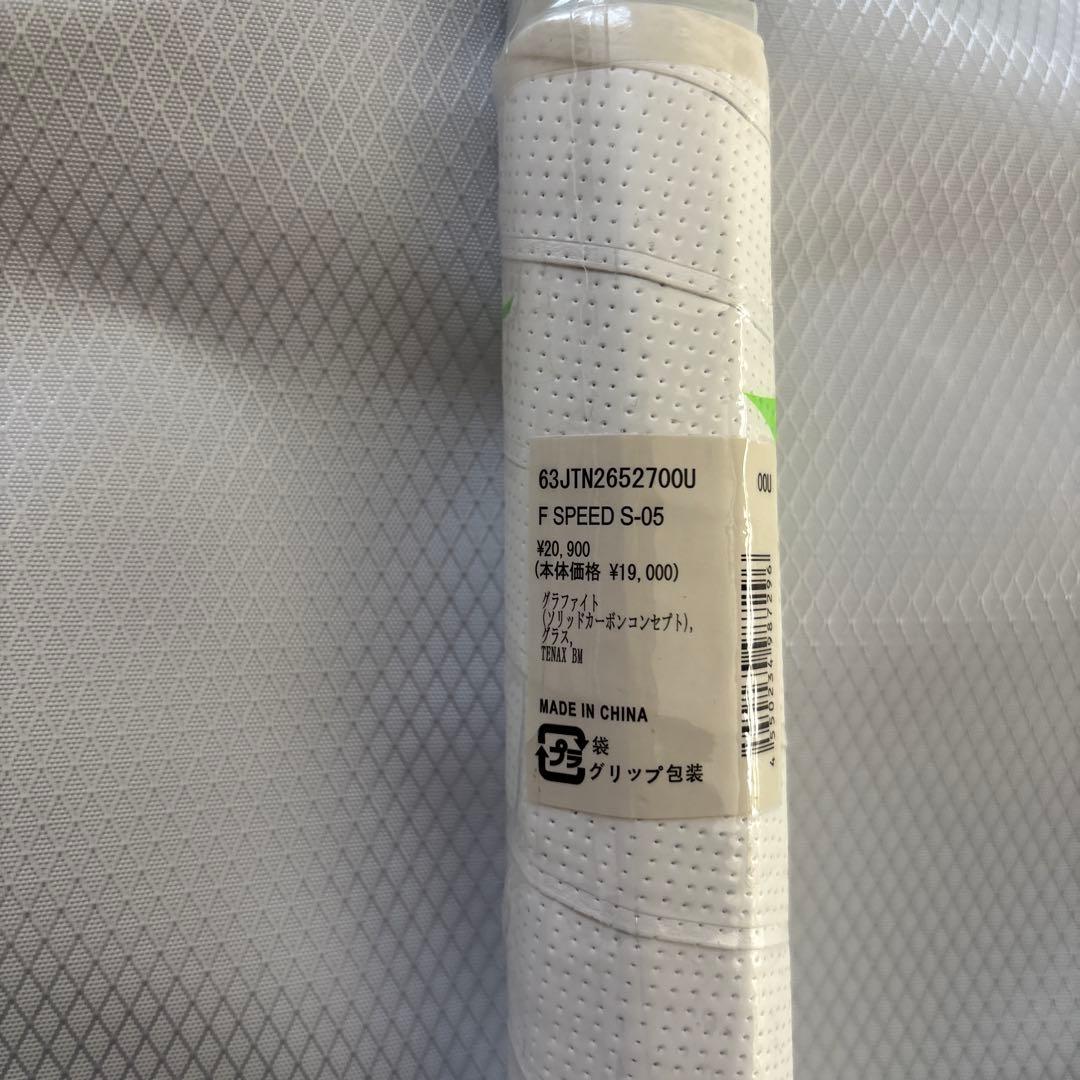 63JTN2652700U
00U
F SPEED S-05
¥20,900
(本体価格 ¥19,000)
グラファイト
(ソリッドカーボンコンセプト),
グラス,
TENAX BM
MADE IN CHINA
プラ
袋
グリップ包装
4550234987296